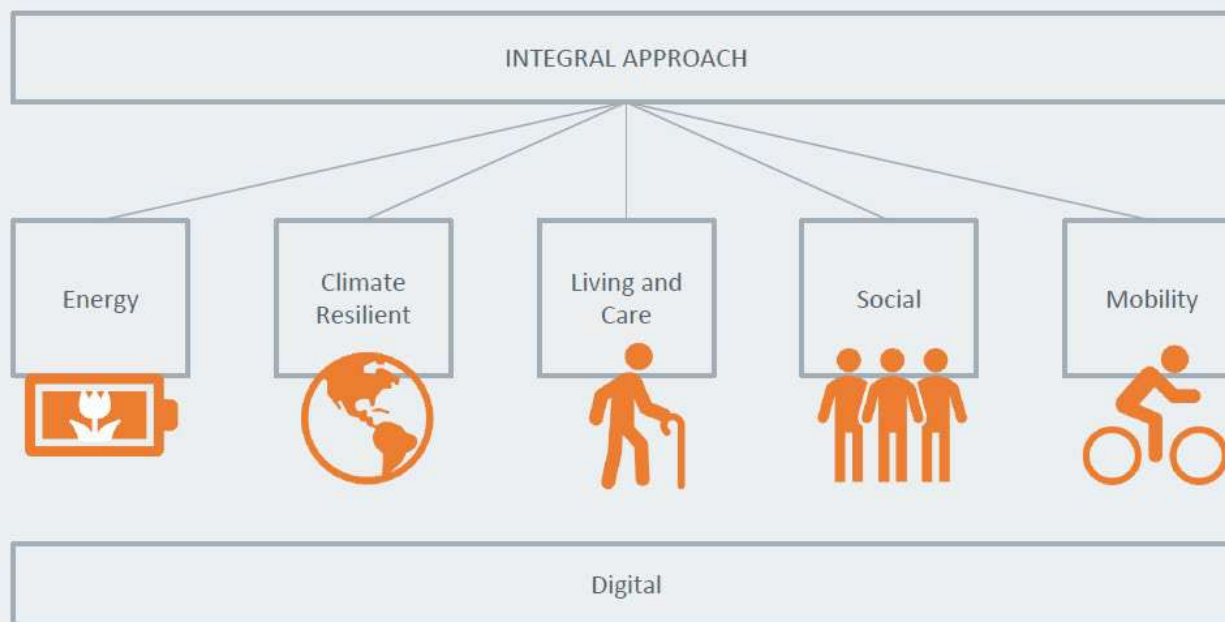 INTEGRAL APPROACH
Energy
Climate
Resilient
Living and
Care
Social
Mobility
Digital